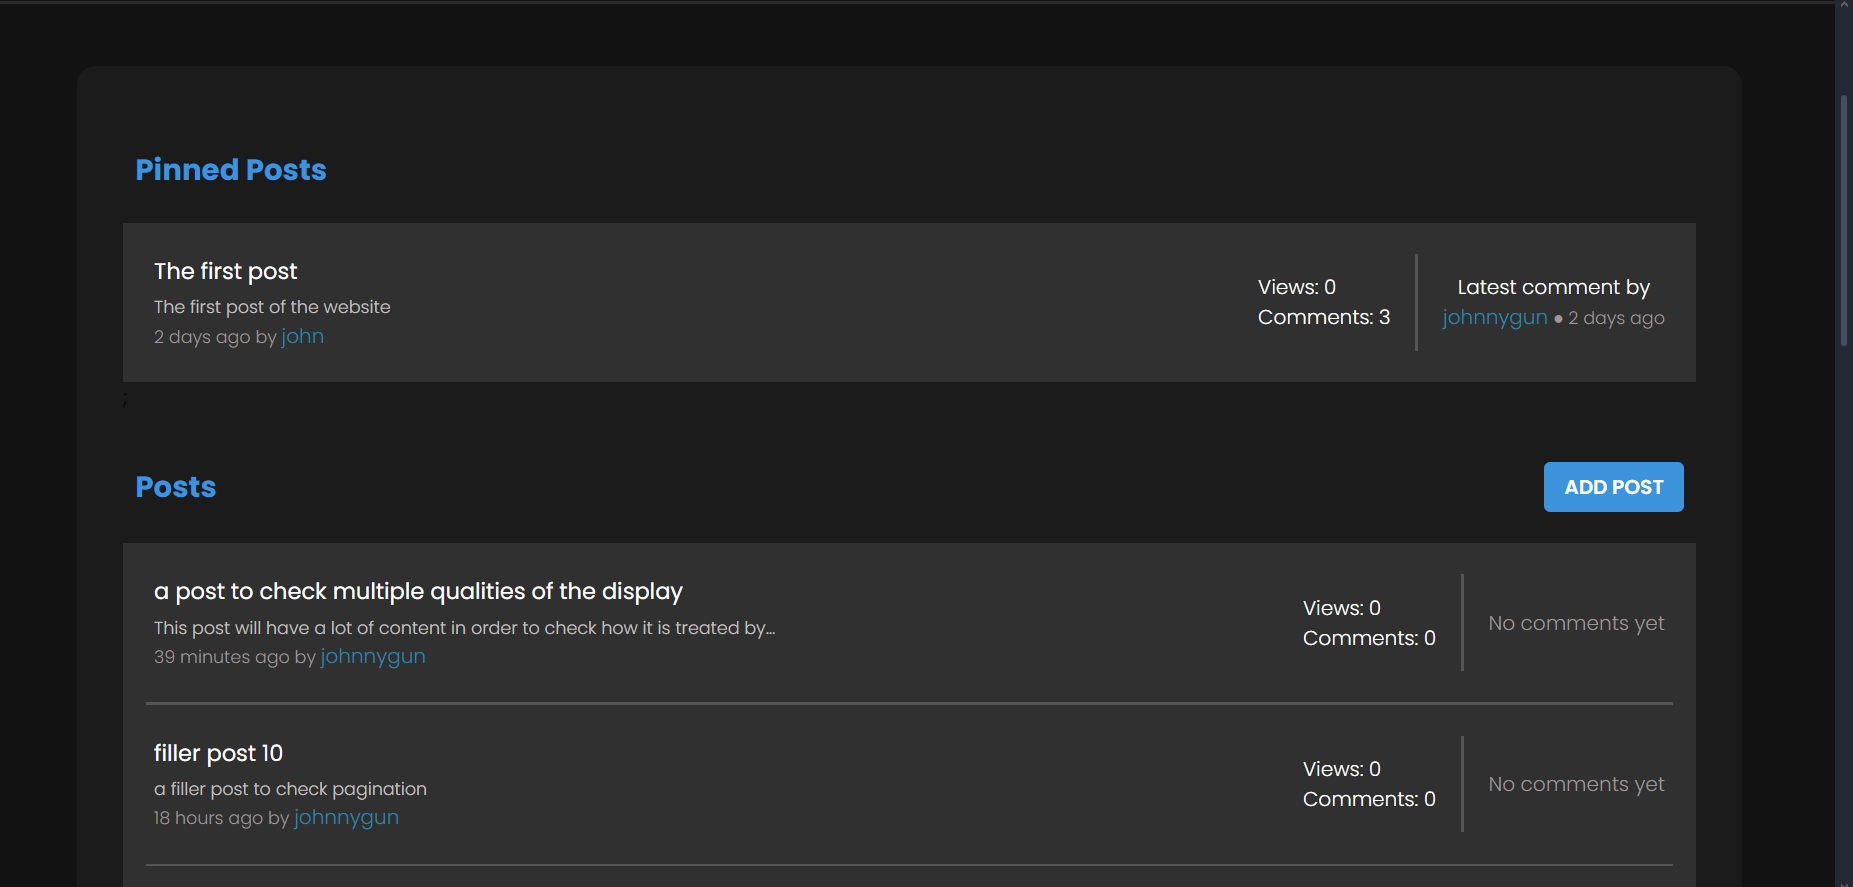 Pinned Posts
The first post
The first post of the website
2 days ago by john
Views: 0
Comments: 3
Latest comment by
johnnygun ● 2 days ago
;
Posts
ADD POST
a post to check multiple qualities of the display
This post will have a lot of content in order to check how it is treated by...
39 minutes ago by johnnygun
Views: 0
Comments: 0
No comments yet
filler post 10
a filler post to check pagination
18 hours ago by johnnygun
Views: 0
Comments: 0
No comments yet